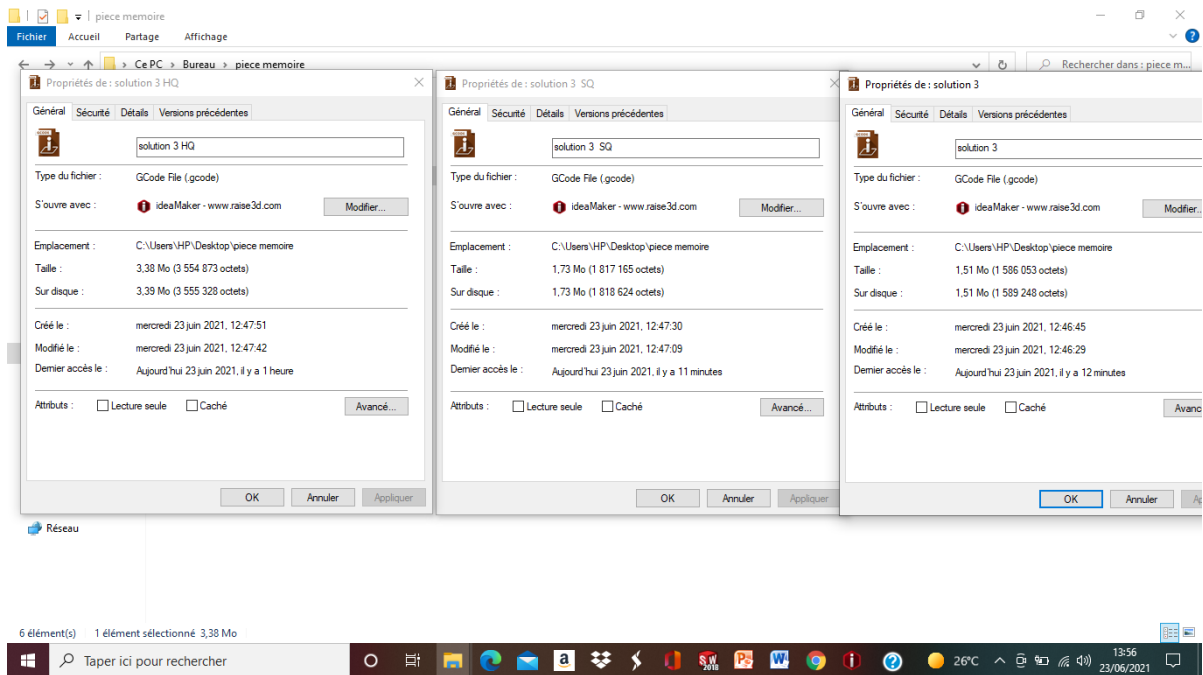 piece memoire
Fichier Accueil Partage Affichage
Ce PC > Bureau > piece memoire
Rechercher dans : piece m...
Propriétés de : solution 3 HQ
Général Sécurité Détails Versions précédentes
solution 3 HQ
Type du fichier : GCode File (.gcode)
S'ouvre avec : ideaMaker - www.raise3d.com Modifier...
Emplacement : C:\Users\HP\Desktop\piece memoire
Taille : 3,38 Mo (3 554 873 octets)
Sur disque : 3,39 Mo (3 555 328 octets)
Créé le : mercredi 23 juin 2021, 12:47:51
Modifié le : mercredi 23 juin 2021, 12:47:42
Dernier accès le : Aujourd'hui 23 juin 2021, il y a 1 heure
Attributs : Lecture seule Caché Avancé...
OK Annuler Appliquer
Propriétés de : solution 3 SQ
Général Sécurité Détails Versions précédentes
solution 3 SQ
Type du fichier : GCode File (.gcode)
S'ouvre avec : ideaMaker - www.raise3d.com Modifier...
Emplacement : C:\Users\HP\Desktop\piece memoire
Taille : 1,73 Mo (1 817 165 octets)
Sur disque : 1,73 Mo (1 818 624 octets)
Créé le : mercredi 23 juin 2021, 12:47:30
Modifié le : mercredi 23 juin 2021, 12:47:09
Dernier accès le : Aujourd'hui 23 juin 2021, il y a 11 minutes
Attributs : Lecture seule Caché Avancé...
OK Annuler Appliquer
Propriétés de : solution 3
Général Sécurité Détails Versions précédentes
solution 3
Type du fichier : GCode File (.gcode)
S'ouvre avec : ideaMaker - www.raise3d.com Modifier..
Emplacement : C:\Users\HP\Desktop\piece memoire
Taille : 1,51 Mo (1 586 053 octets)
Sur disque : 1,51 Mo (1 589 248 octets)
Créé le : mercredi 23 juin 2021, 12:46:45
Modifié le : mercredi 23 juin 2021, 12:46:29
Dernier accès le : Aujourd'hui 23 juin 2021, il y a 12 minutes
Attributs : Lecture seule Caché Avanc
OK Annuler Ap
Réseau
6 élément(s) 1 élément sélectionné 3,38 Mo
Taper ici pour rechercher
26°C
13:56
23/06/2021